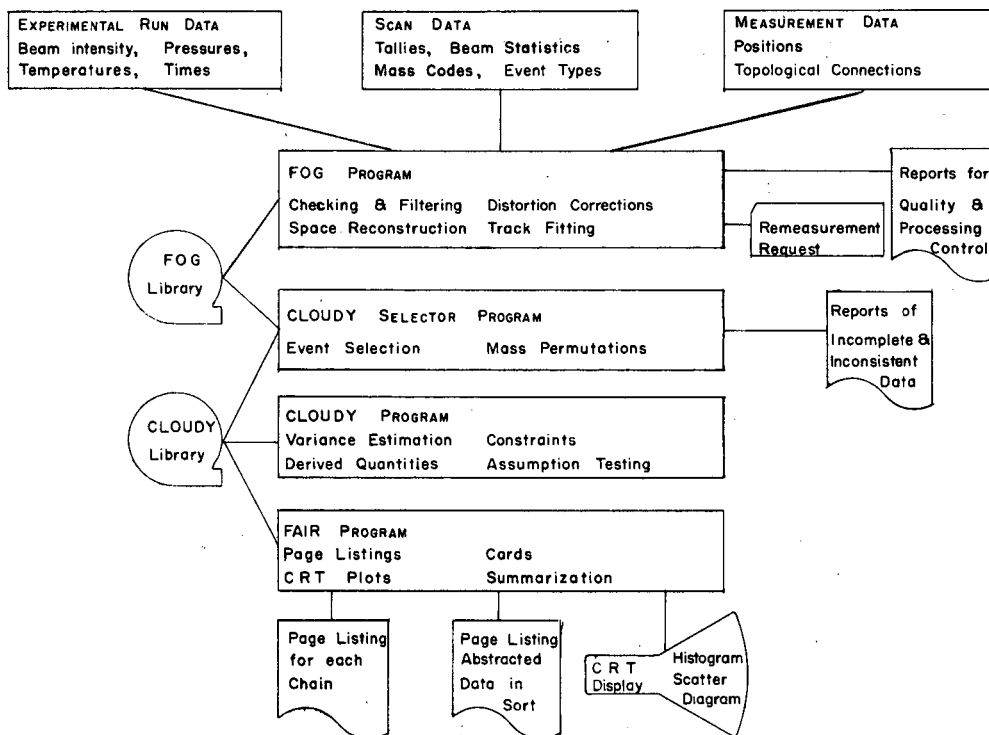 EXPERIMENTAL RUN DATA
Beam intensity, Pressures,
Temperatures, Times
SCAN DATA
Tallies, Beam Statistics
Mass Codes, Event Types
MEASUREMENT DATA
Positions
Topological Connections
FOG PROGRAM
Checking & Filtering Distortion Corrections
Space Reconstruction Track Fitting
Remeasurement
Request
Reports for
Quality &
Processing
Control
FOG
Library
CLOUDY SELECTOR PROGRAM
Event Selection Mass Permutations
Reports of
Incomplete &
Inconsistent
Data
CLOUDY
Library
CLOUDY PROGRAM
Variance Estimation Constraints
Derived Quantities Assumption Testing
FAIR PROGRAM
Page Listings Cards
CRT Plots Summarization
Page Listing
for each
Chain
Page Listing
Abstracted
Data in
Sort
CRT
Display
Histogram
Scatter
Diagram